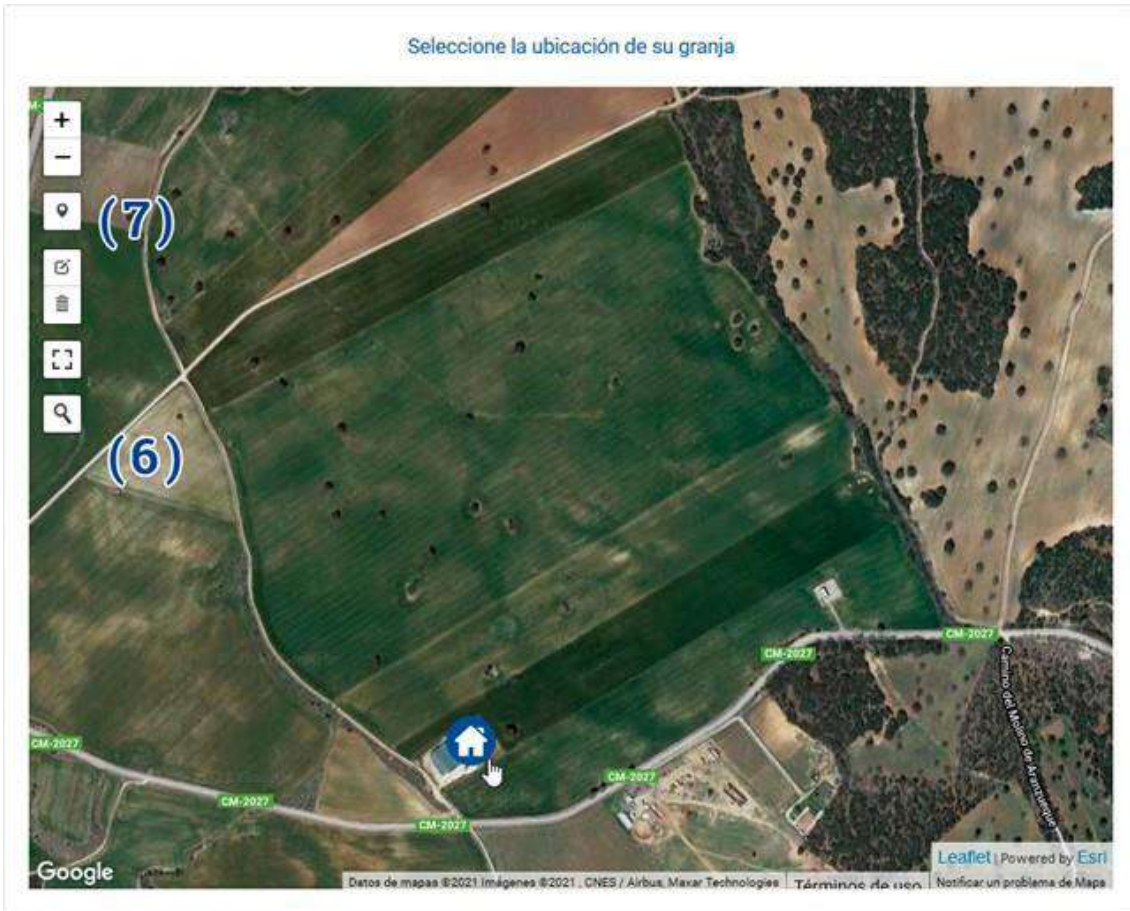 Seleccione la ubicación de su granja
+
−
(7)
(6)
CM-2027
CM-2027
CM-2027
CM-2027
CM-2027
CM-2027
Camino del Molino de Aranzueque
Google
Leaflet | Powered by Esri
Datos de mapas ©2021 Imágenes ©2021 , CNES / Airbus, Maxar Technologies
Términos de uso
Notificar un problema de Maps